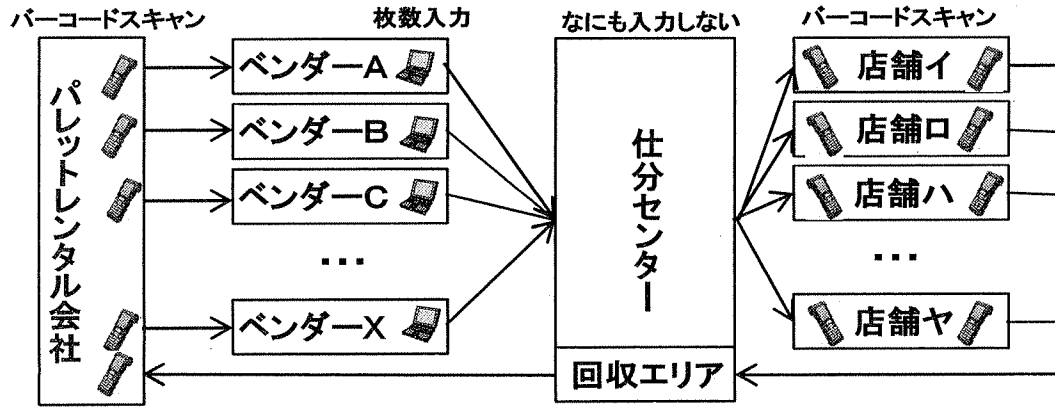 バーコードスキャン
枚数入力
なにも入力しない
バーコードスキャン
パレットレンタル会社
ベンダーA
ベンダーB
ベンダーC
・・・
ベンダーX
仕分センター
回収エリア
店舗イ
店舗ロ
店舗ハ
・・・
店舗ヤ